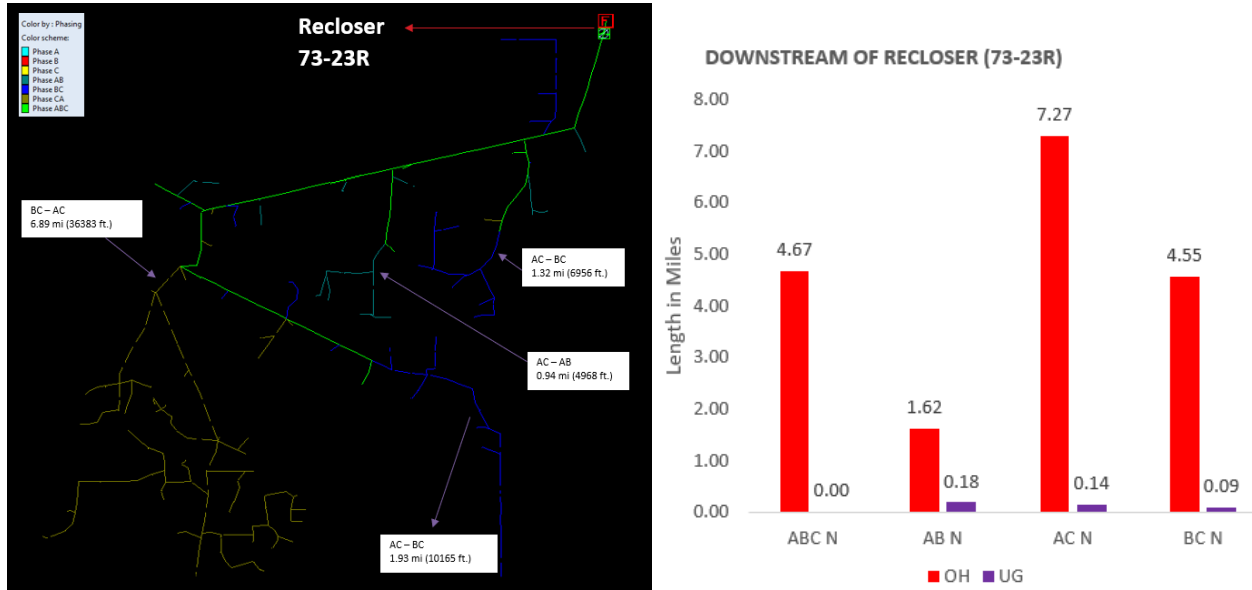 Color by : Phasing
Color scheme:
Phase A
Phase B
Phase C
Phase AB
Phase BC
Phase CA
Phase ABC
Recloser
73-23R
BC – AC
6.89 mi (36383 ft.)
AC – BC
1.32 mi (6956 ft.)
AC – AB
0.94 mi (4968 ft.)
AC – BC
1.93 mi (10165 ft.)
DOWNSTREAM OF RECLOSER (73-23R)
Length in Miles
8.00
7.00
6.00
5.00
4.00
3.00
2.00
1.00
0.00
4.67
0.00
1.62
0.18
7.27
0.14
4.55
0.09
ABC N
AB N
AC N
BC N
OH
UG